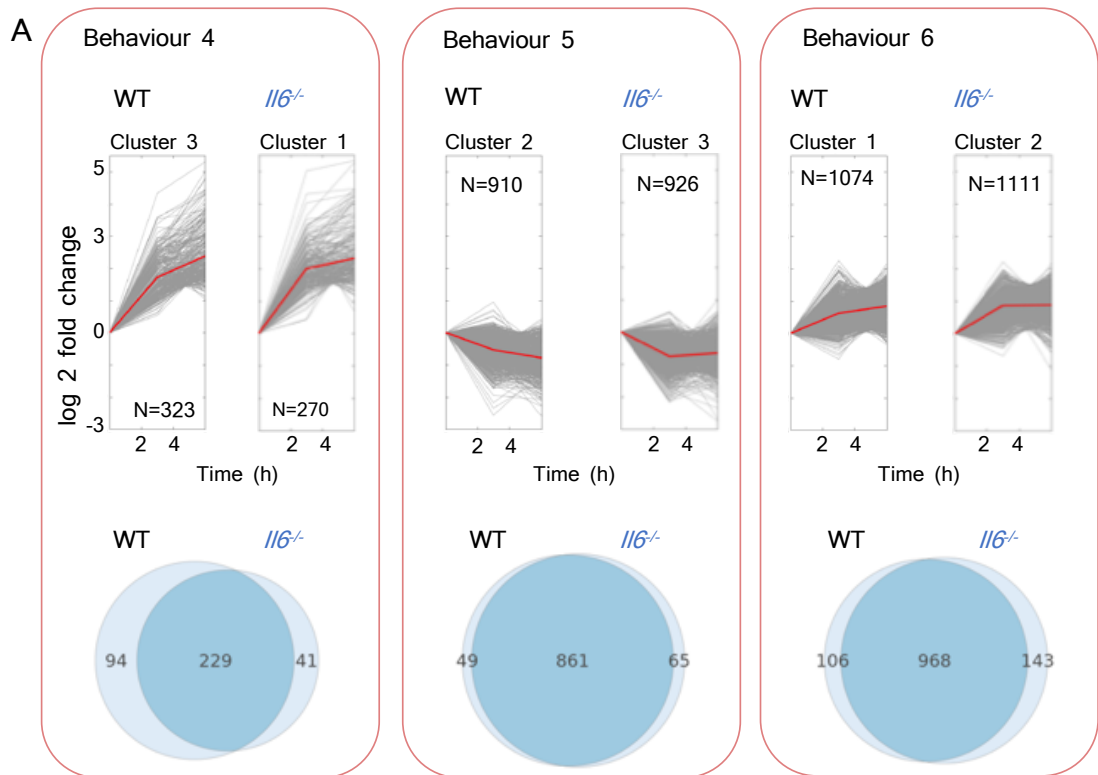 A
Behaviour 4
WT Il6-/-
Cluster 3 Cluster 1
5
3
0
-3
log 2 fold change
N=323 N=270
2 4 2 4
Time (h)
WT Il6-/-
94 229 41
Behaviour 5
WT Il6-/-
Cluster 2 Cluster 3
N=910 N=926
2 4 2 4
Time (h)
WT Il6-/-
49 861 65
Behaviour 6
WT Il6-/-
Cluster 1 Cluster 2
N=1074 N=1111
2 4 2 4
Time (h)
WT Il6-/-
106 968 143